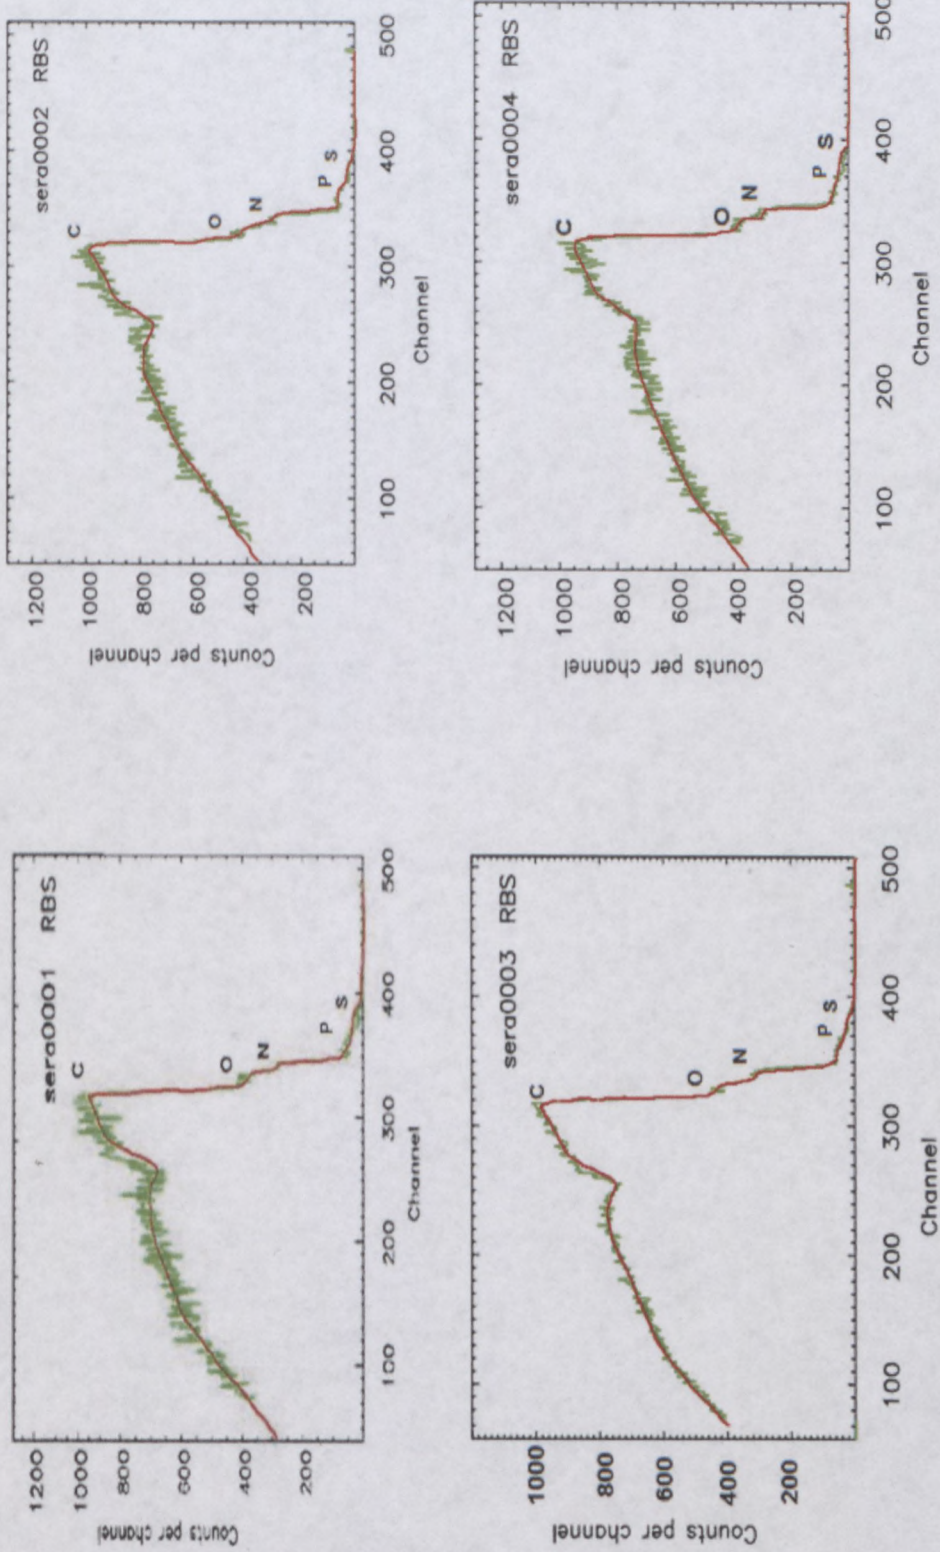 sera0001 RBS
1200
1000
800
600
400
200
Counts per channel
C
O
N
P
S
100 200 300 400 500
Channel
sera0002 RBS
1200
1000
800
600
400
200
Counts per channel
C
O
N
P
S
100 200 300 400 500
Channel
sera0003 RBS
1000
800
600
400
200
Counts per channel
C
O
N
P S
100 200 300 400 500
Channel
sera0004 RBS
1200
1000
800
600
400
200
Counts per channel
C
O
N
P
S
100 200 300 400 500
Channel